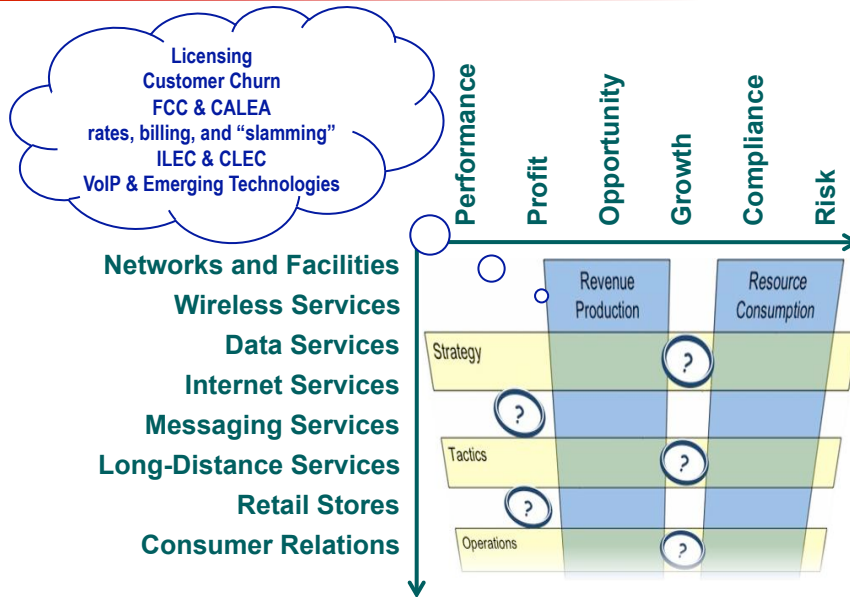 Licensing
Customer Churn
FCC & CALEA
rates, billing, and “slamming”
ILEC & CLEC
VoIP & Emerging Technologies
Performance
Profit
Opportunity
Growth
Compliance
Risk
Networks and Facilities
Wireless Services
Data Services
Internet Services
Messaging Services
Long-Distance Services
Retail Stores
Consumer Relations
Revenue
Production
Resource
Consumption
Strategy
?
?
Tactics
?
?
Operations
?